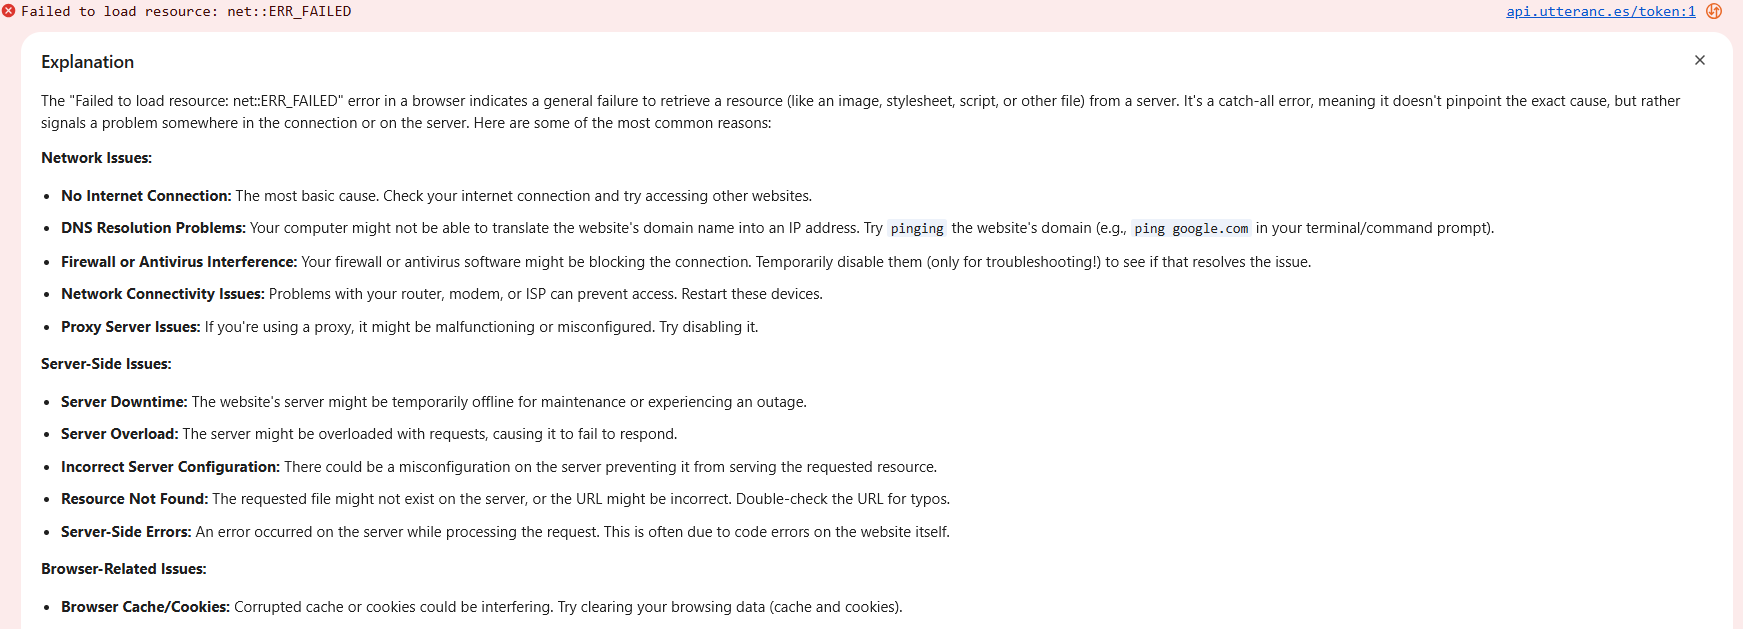 Failed to load resource: net::ERR_FAILED api.utteranc.es/token:1
Explanation
The "Failed to load resource: net::ERR_FAILED" error in a browser indicates a general failure to retrieve a resource (like an image, stylesheet, script, or other file) from a server. It's a catch-all error, meaning it doesn't pinpoint the exact cause, but rather
signals a problem somewhere in the connection or on the server. Here are some of the most common reasons:
Network Issues:
• No Internet Connection: The most basic cause. Check your internet connection and try accessing other websites.
• DNS Resolution Problems: Your computer might not be able to translate the website's domain name into an IP address. Try pinging the website's domain (e.g., ping google.com in your terminal/command prompt).
• Firewall or Antivirus Interference: Your firewall or antivirus software might be blocking the connection. Temporarily disable them (only for troubleshooting!) to see if that resolves the issue.
• Network Connectivity Issues: Problems with your router, modem, or ISP can prevent access. Restart these devices.
• Proxy Server Issues: If you're using a proxy, it might be malfunctioning or misconfigured. Try disabling it.
Server-Side Issues:
• Server Downtime: The website's server might be temporarily offline for maintenance or experiencing an outage.
• Server Overload: The server might be overloaded with requests, causing it to fail to respond.
• Incorrect Server Configuration: There could be a misconfiguration on the server preventing it from serving the requested resource.
• Resource Not Found: The requested file might not exist on the server, or the URL might be incorrect. Double-check the URL for typos.
• Server-Side Errors: An error occurred on the server while processing the request. This is often due to code errors on the website itself.
Browser-Related Issues:
• Browser Cache/Cookies: Corrupted cache or cookies could be interfering. Try clearing your browsing data (cache and cookies).